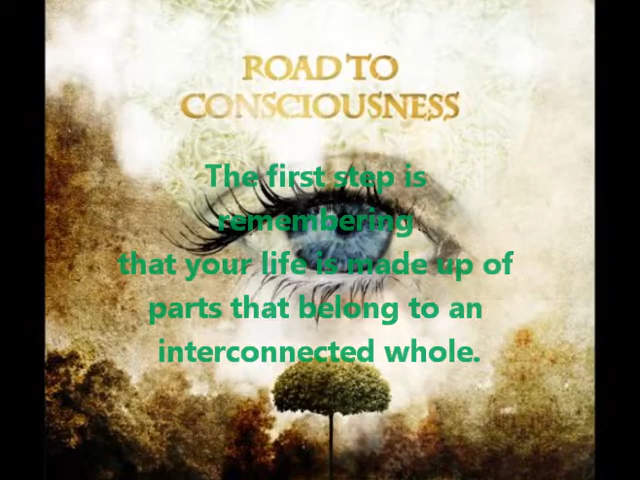 ROAD TO
CONSCIOUSNESS
The first step is
remembering
that your life is made up of
parts that belong to an
interconnected whole.